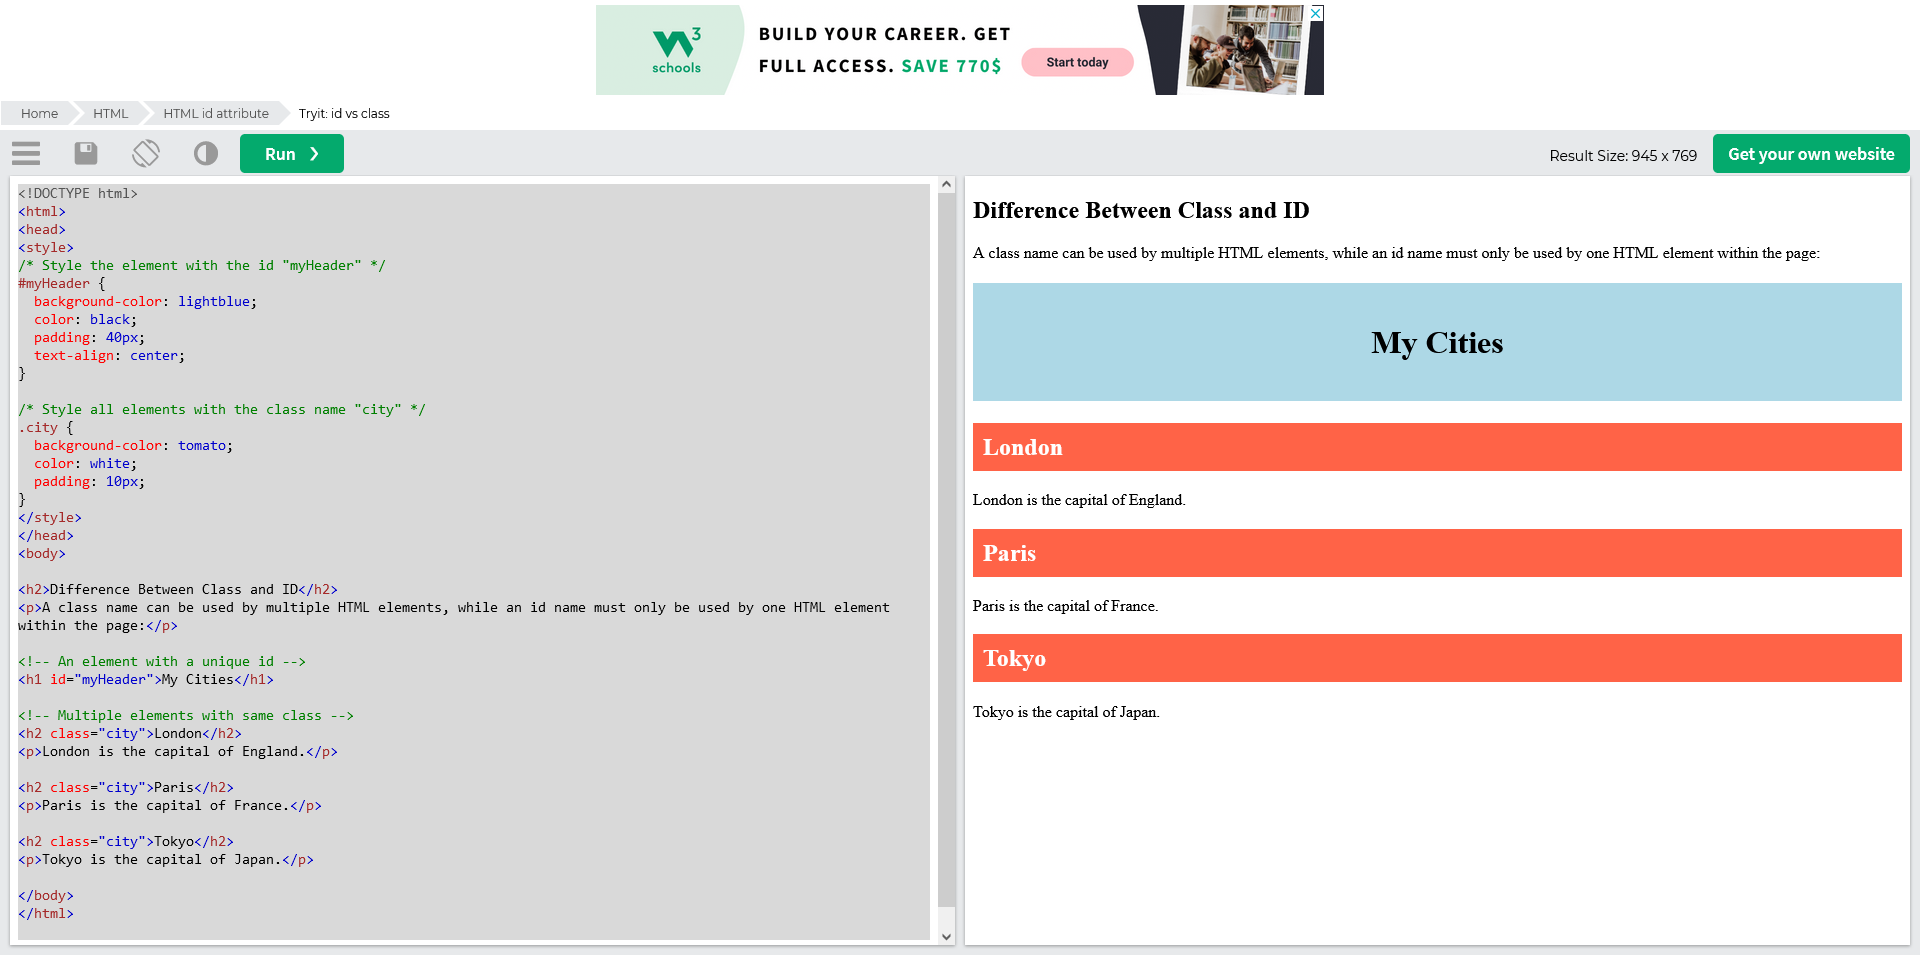 W3 schools
BUILD YOUR CAREER. GET
FULL ACCESS. SAVE 770$
Start today
Home
HTML
HTML id attribute
Tryit: id vs class
Run ❯
Result Size: 945 x 769
Get your own website
<!DOCTYPE html>
<html>
<head>
<style>
/* Style the element with the id "myHeader" */
#myHeader {
  background-color: lightblue;
  color: black;
  padding: 40px;
  text-align: center;
}

/* Style all elements with the class name "city" */
.city {
  background-color: tomato;
  color: white;
  padding: 10px;
}
</style>
</head>
<body>

<h2>Difference Between Class and ID</h2>
<p>A class name can be used by multiple HTML elements, while an id name must only be used by one HTML element
within the page:</p>

<!-- An element with a unique id -->
<h1 id="myHeader">My Cities</h1>

<!-- Multiple elements with same class -->
<h2 class="city">London</h2>
<p>London is the capital of England.</p>

<h2 class="city">Paris</h2>
<p>Paris is the capital of France.</p>

<h2 class="city">Tokyo</h2>
<p>Tokyo is the capital of Japan.</p>

</body>
</html>
Difference Between Class and ID
A class name can be used by multiple HTML elements, while an id name must only be used by one HTML element within the page:
My Cities
London
London is the capital of England.
Paris
Paris is the capital of France.
Tokyo
Tokyo is the capital of Japan.